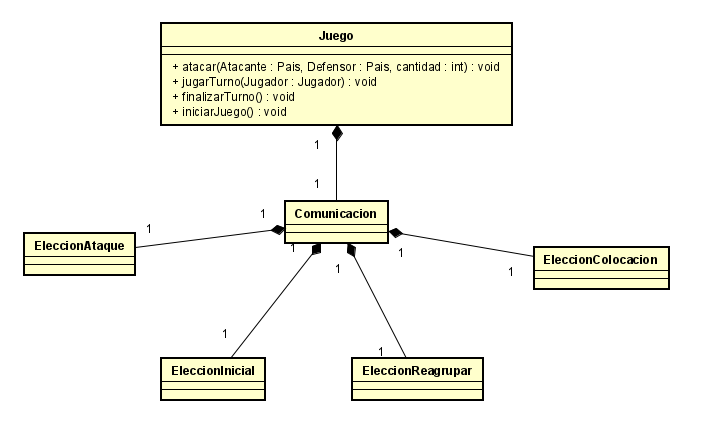 Juego
+ atacar(Atacante : Pais, Defensor : Pais, cantidad : int) : void
+ jugarTurno(Jugador : Jugador) : void
+ finalizarTurno() : void
+ iniciarJuego() : void
1
1
Comunicacion
1
1
EleccionAtaque
1
1
EleccionColocacion
1
1
1
1
EleccionInicial
EleccionReagrupar